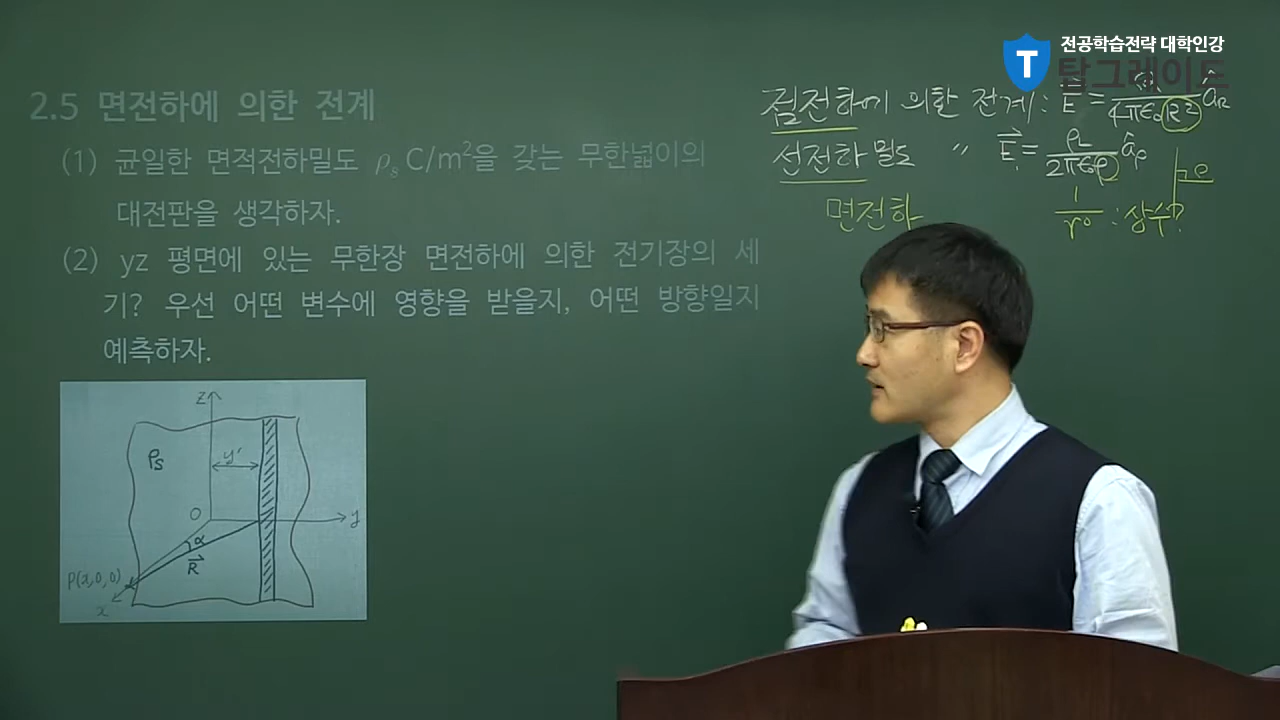 전공학습전략 대학인강
탑그레이드
T
2.5 면전하에 의한 전계
(1) 균일한 면적전하밀도 ρₛ C/m²을 갖는 무한넓이의
대전판을 생각하자.
(2) yz 평면에 있는 무한장 면전하에 의한 전기장의 세
기? 우선 어떤 변수에 영향을 받을지, 어떤 방향일지
예측하자.
점전하에 의한 전계: E⃗ = /4πε₀R² â_R
선전하 밀도 〃 E⃗ = ρ_L/2πε₀ρ â_ρ
ρ
면전하 1/r⁰ : 상수?
z
ρs
y'
O
y
α
R⃗
P(x,0,0)
x